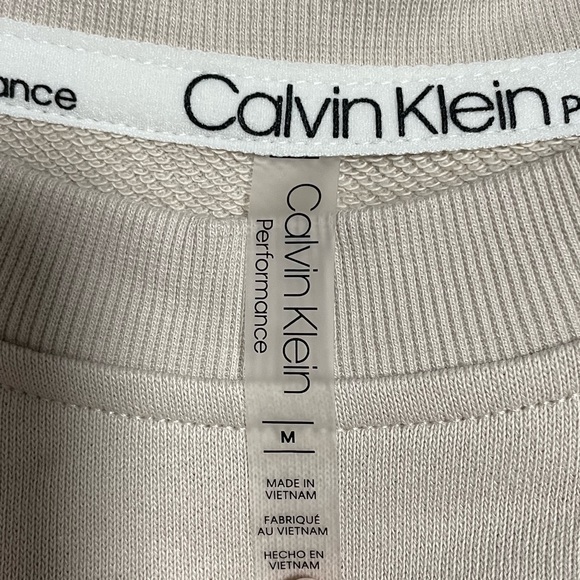 ance Calvin Klein P
Calvin Klein
Performance
M
MADE IN
VIETNAM
FABRIQUÉ
AU VIETNAM
HECHO EN
VIETNAM